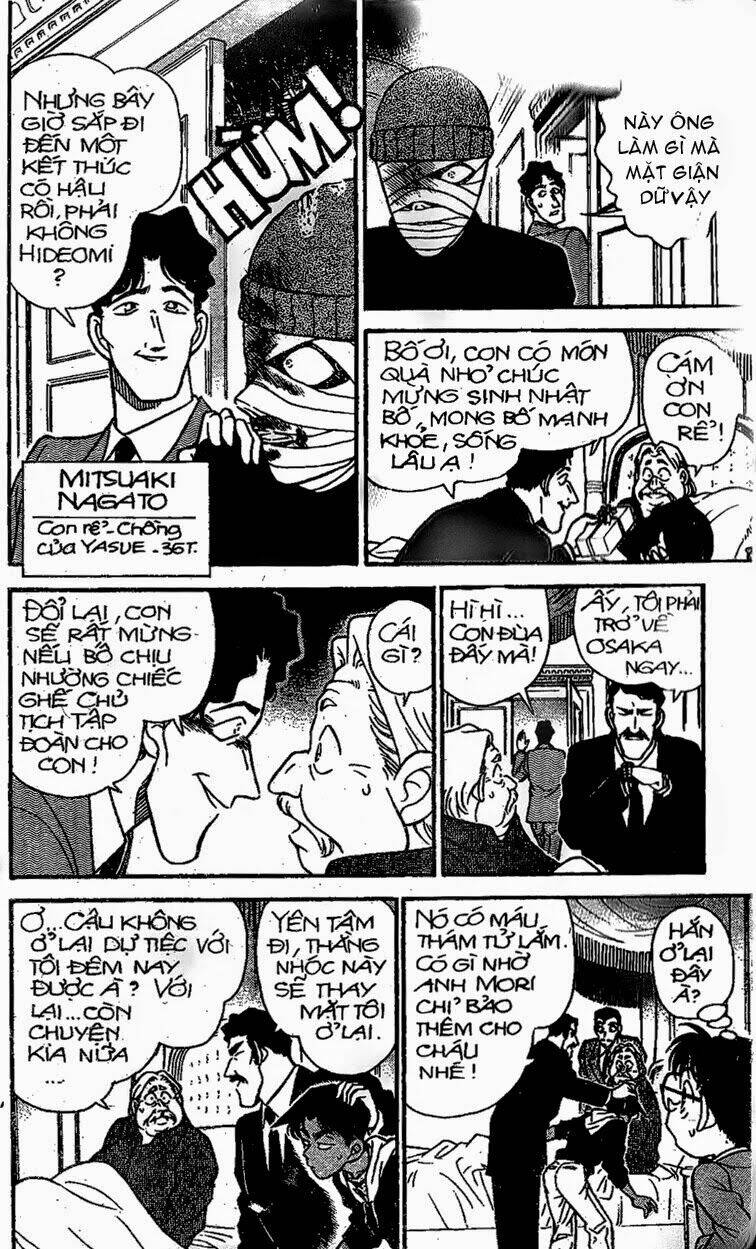 NHƯNG BÂY
GIỜ SẮP ĐI
ĐẾN MỘT
KẾT THÚC
CÓ HẬU
RỒI, PHẢI
KHÔNG
HIDEOMI
?
HỪM!
NÀY ÔNG
LÀM GÌ MÀ
MẶT GIẬN
DỮ VẬY
MITSUAKI
NAGATO
Con rể - Chồng
của YASUE - 36T.
BỐ ƠI, CON CÓ MÓN
QUÀ NHỎ CHÚC
MỪNG SINH NHẬT
BỐ, MONG BỐ MẠNH
KHỎE, SỐNG
LÂU Ạ!
CÁM
ƠN
CON
RỂ!
ĐỔI LẠI, CON
SẼ RẤT MỪNG
NẾU BỐ CHỊU
NHƯỜNG CHIẾC
GHẾ CHỦ
TỊCH TẬP
ĐOÀN CHO
CON!
CÁI
GÌ?
HÌ HÌ...
CON ĐÙA
ĐẤY MÀ!
ẤY, TÔI PHẢI
TRỞ VỀ
OSAKA
NGAY...
Ơ... CẬU KHÔNG
Ở LẠI DỰ TIỆC VỚI
TÔI ĐÊM NAY
ĐƯỢC À? VỚI
LẠI... CÒN
CHUYỆN
KIA NỮA
...
YÊN TÂM
ĐI, THẰNG
NHÓC NÀY
SẼ THAY
MẶT TÔI
Ở LẠI.
NÓ CÓ MÁU
THÁM TỬ LẮM.
CÓ GÌ NHỜ
ANH MORI
CHỈ BẢO
THÊM CHO
CHÁU
NHÉ!
HẮN
Ở LẠI
ĐÂY
À?